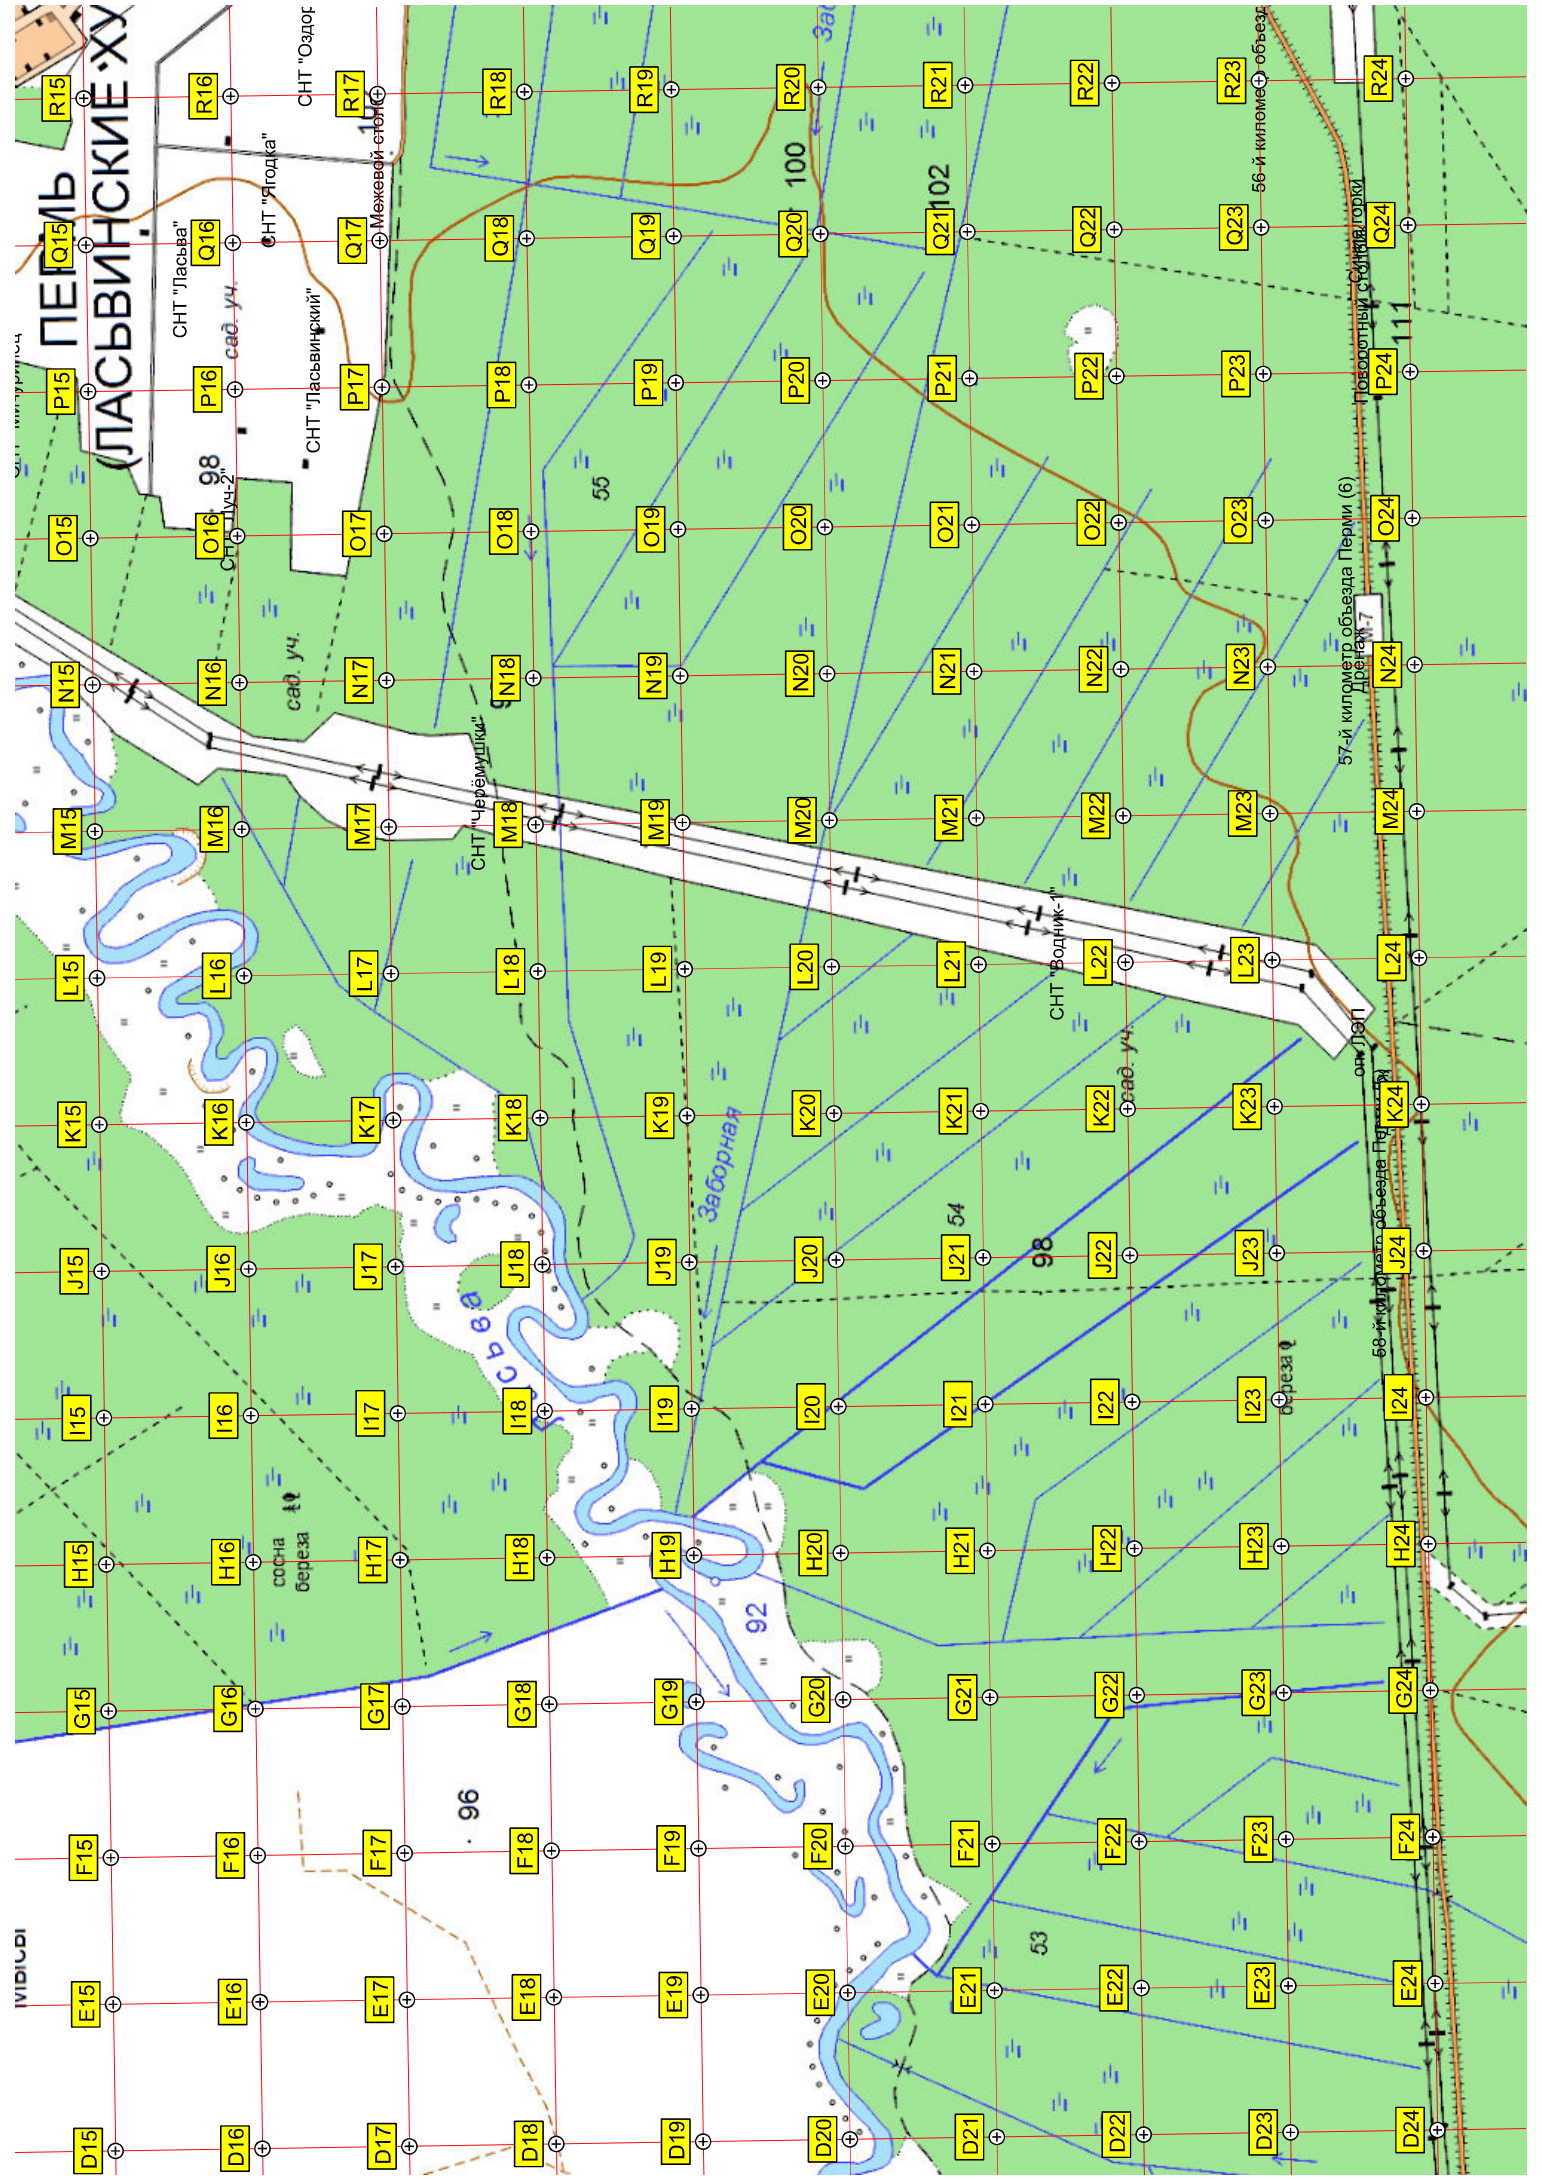 ПЕРМЬ
(ЛАСЬВИНСКИЕ ХУ
СНТ "Ласьва"
сад. уч.
СНТ "Ягодка"
СНТ "Оздор
СНТ "Ласьвинский"
Межевой столб
98
сад. уч.
СНТ "Черёмушки"
100
102
55
56-й километр объезд
Поворотный столб
111
57-й километр объезда Перми (6)
Дренаж
М-7
СНТ "Водник-1"
сад. уч.
оп. ЛЭП
Заборная
54
98
58-й километр объезда
береза
сосна
береза
92
96
53
R15 R16 R17 R18 R19 R20 R21 R22 R23 R24
Q15 Q16 Q17 Q18 Q19 Q20 Q21 Q22 Q23 Q24
P15 P16 P17 P18 P19 P20 P21 P22 P23 P24
O15 O16 O17 O18 O19 O20 O21 O22 O23 O24
N15 N16 N17 N18 N19 N20 N21 N22 N23 N24
M15 M16 M17 M18 M19 M20 M21 M22 M23 M24
L15 L16 L17 L18 L19 L20 L21 L22 L23 L24
K15 K16 K17 K18 K19 K20 K21 K22 K23 K24
J15 J16 J17 J18 J19 J20 J21 J22 J23 J24
I15 I16 I17 I18 I19 I20 I21 I22 I23 I24
H15 H16 H17 H18 H19 H20 H21 H22 H23 H24
G15 G16 G17 G18 G19 G20 G21 G22 G23 G24
F15 F16 F17 F18 F19 F20 F21 F22 F23 F24
E15 E16 E17 E18 E19 E20 E21 E22 E23 E24
D15 D16 D17 D18 D19 D20 D21 D22 D23 D24